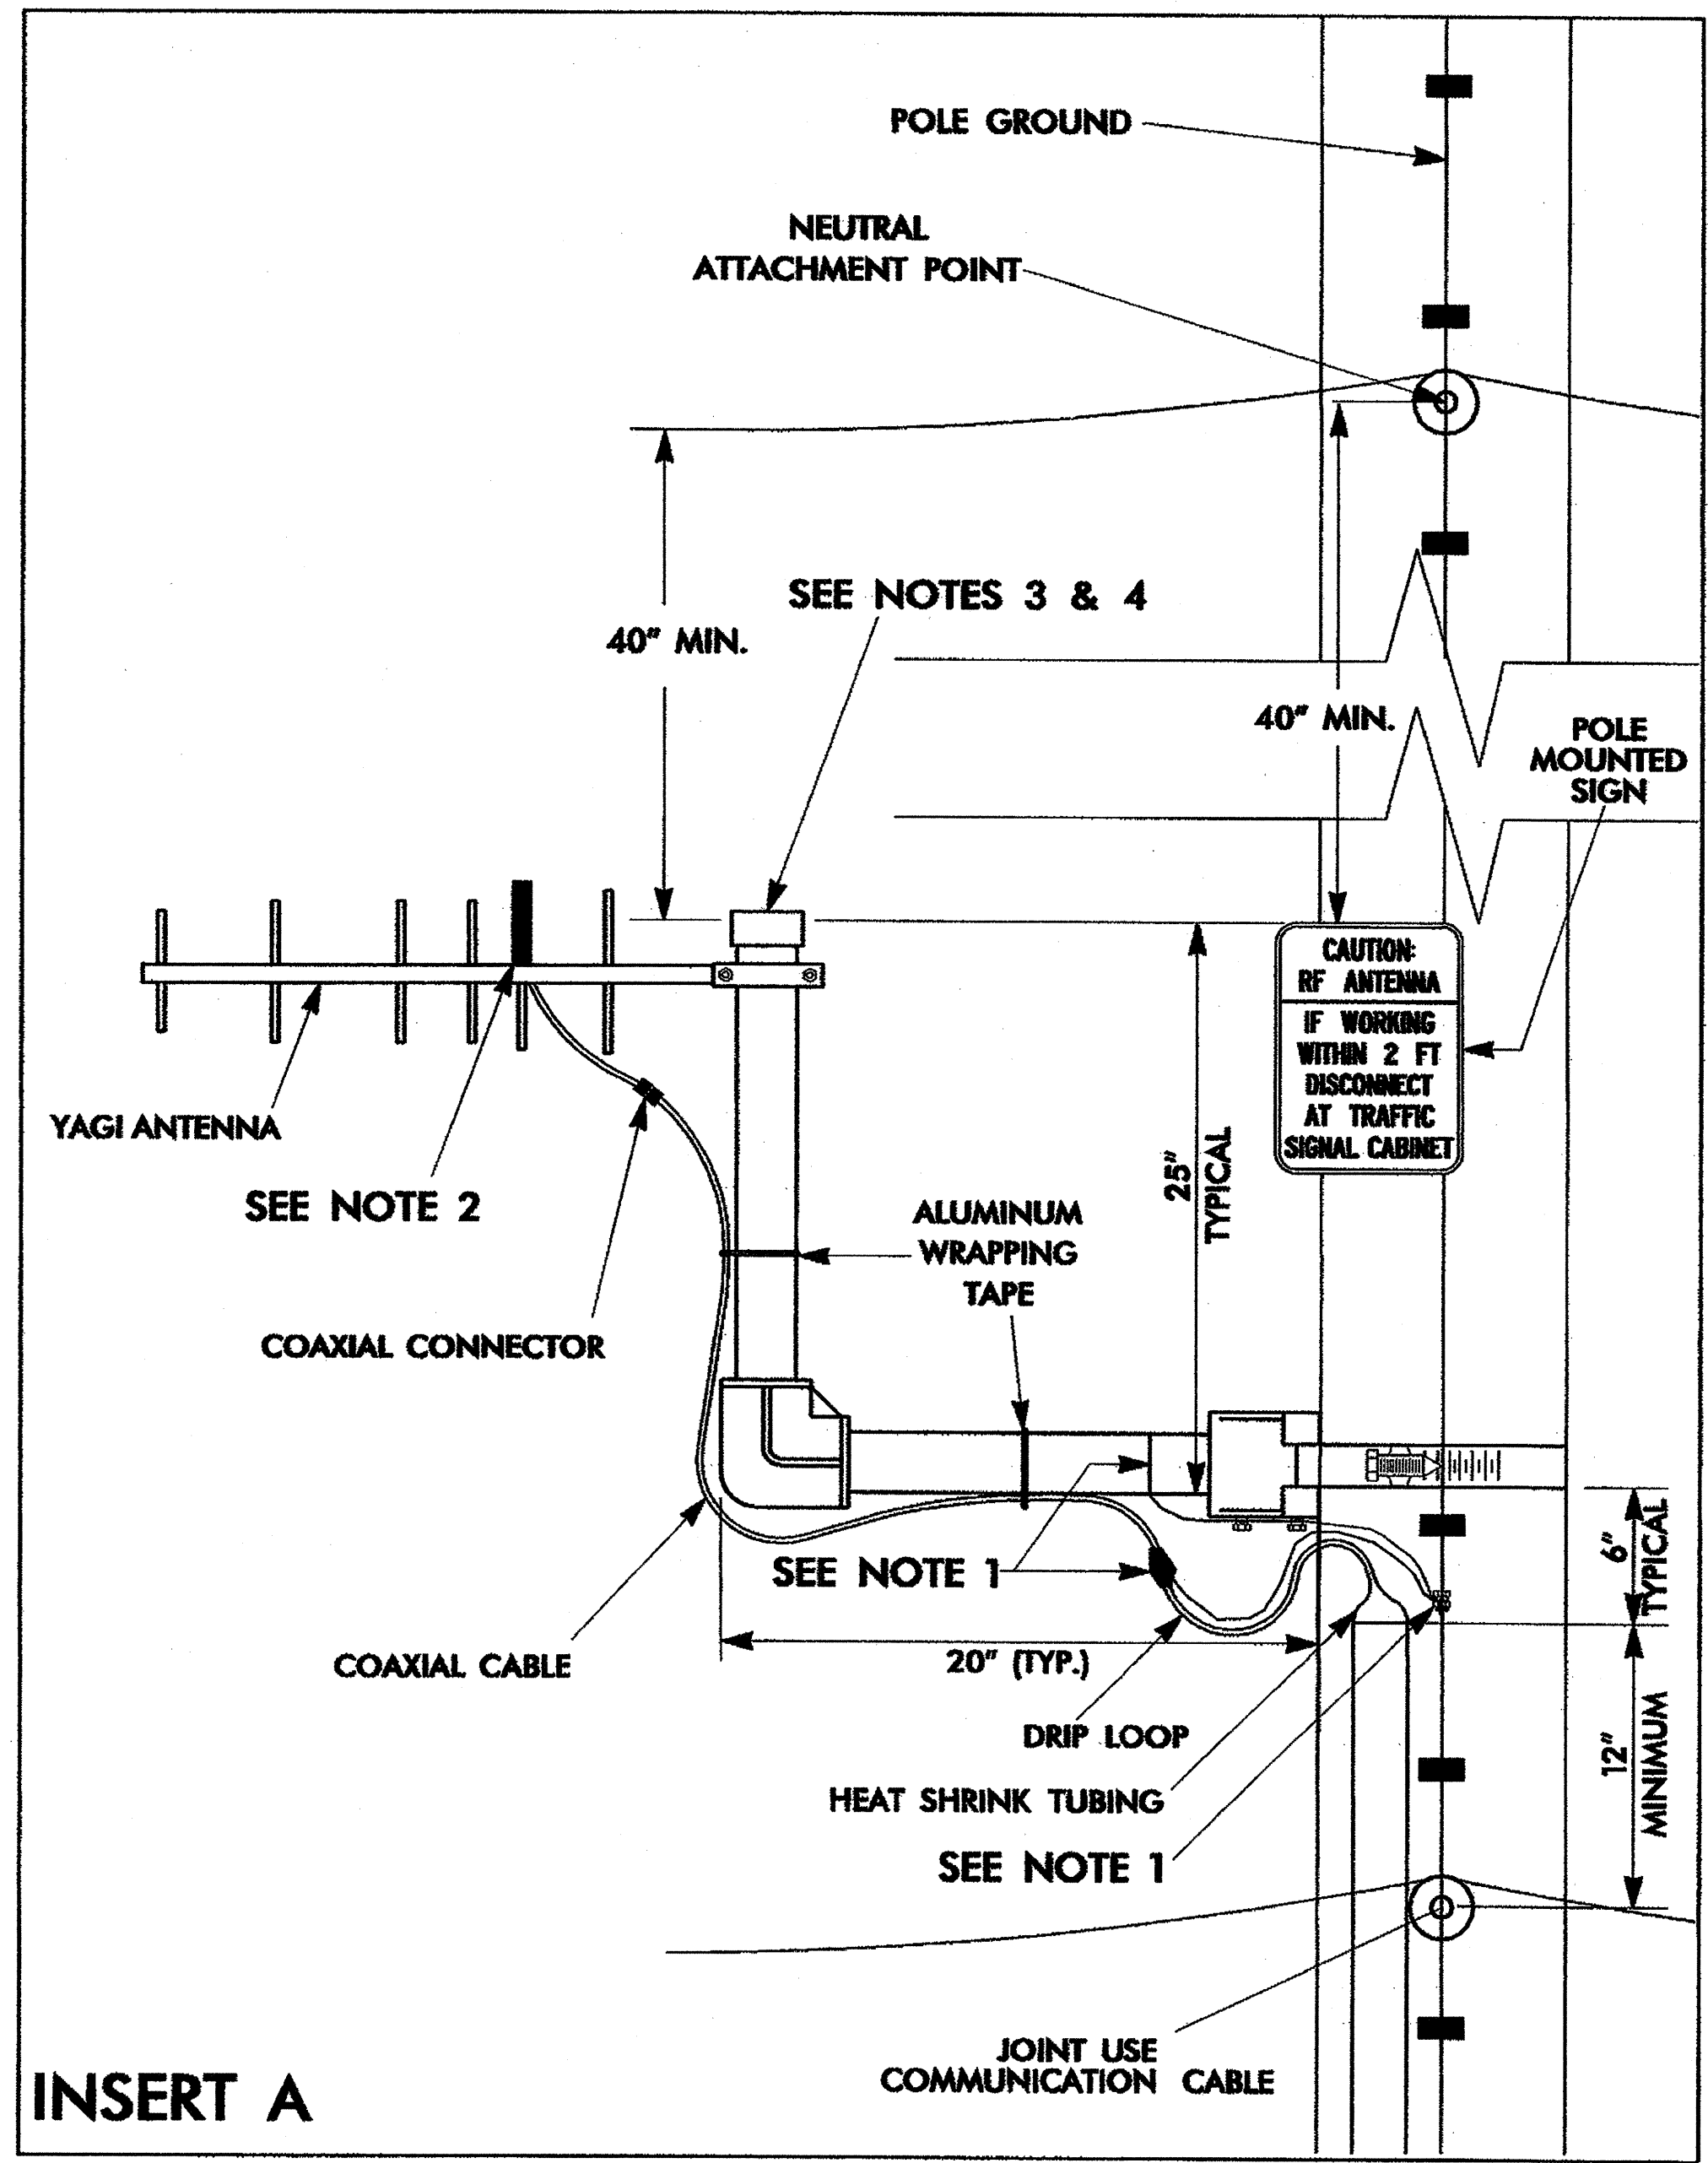 POLE GROUND
NEUTRAL
ATTACHMENT POINT
SEE NOTES 3 & 4
40" MIN.
40" MIN.
POLE
MOUNTED
SIGN
CAUTION:
RF ANTENNA
IF WORKING
WITHIN 2 FT
DISCONNECT
AT TRAFFIC
SIGNAL CABINET
YAGI ANTENNA
SEE NOTE 2
25"
TYPICAL
ALUMINUM
WRAPPING
TAPE
COAXIAL CONNECTOR
SEE NOTE 1
6"
TYPICAL
COAXIAL CABLE
20" (TYP.)
DRIP LOOP
12"
MINIMUM
HEAT SHRINK TUBING
SEE NOTE 1
JOINT USE
COMMUNICATION CABLE
INSERT A